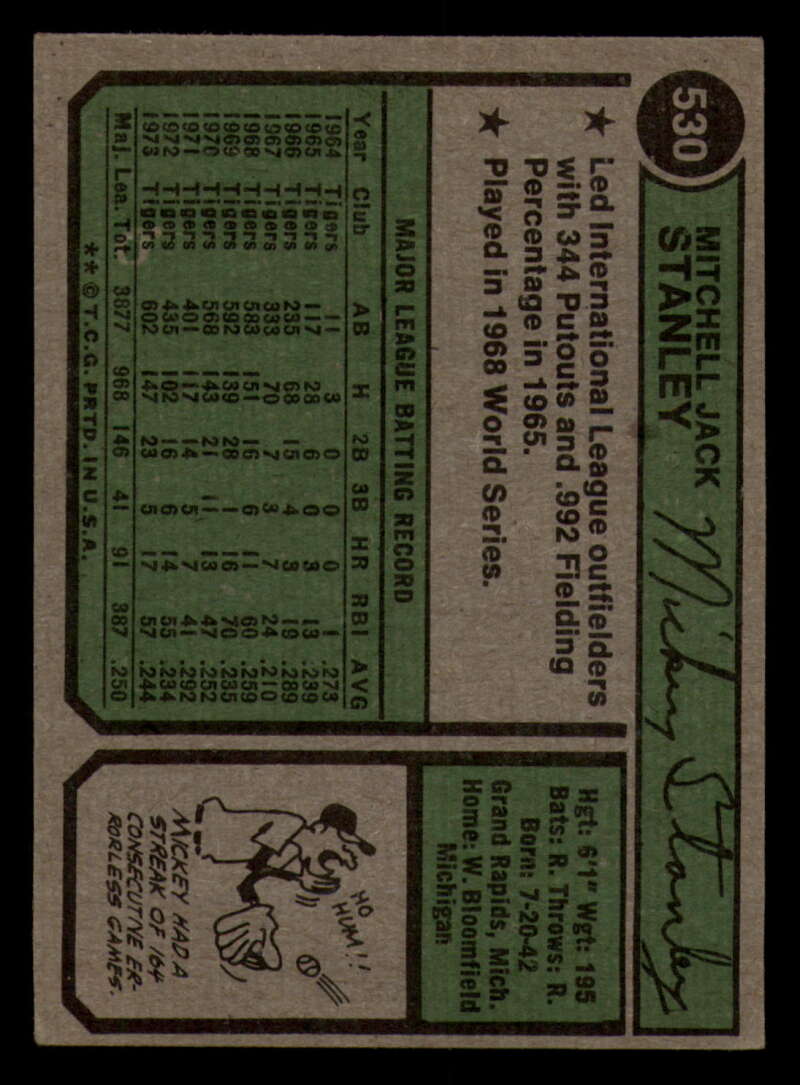 530
MITCHELL JACK
STANLEY
Mickey Stanley
★ Led International League outfielders
with 344 Putouts and .992 Fielding
Percentage in 1965.
★ Played in 1968 World Series.
MAJOR LEAGUE BATTING RECORD
Year Club AB H 2B 3B HR RBI AVG
1964 Tigers 11 3 0 0 0 1 .273
1965 Tigers 117 28 6 0 3 13 .239
1966 Tigers 235 68 15 4 3 19 .289
1967 Tigers 333 70 7 3 7 24 .210
1968 Tigers 583 151 16 6 11 60 .259
1969 Tigers 592 139 28 1 16 70 .235
1970 Tigers 568 143 21 11 13 47 .252
1971 Tigers 401 117 14 5 7 41 .292
1972 Tigers 435 102 16 6 14 55 .234
1973 Tigers 602 147 23 5 17 57 .244
Maj. Lea. Tot. 3877 968 146 41 91 387 .250
** © T.C.G. PRTD. IN U.S.A.
Hgt: 6'1" Wgt: 195
Bats: R. Throws: R.
Born: 7-20-42
Grand Rapids, Mich.
Home: W. Bloomfield
Michigan
HO
HUM!!
MICKEY HAD A
STREAK OF 164
CONSECUTIVE ER-
RORLESS GAMES.